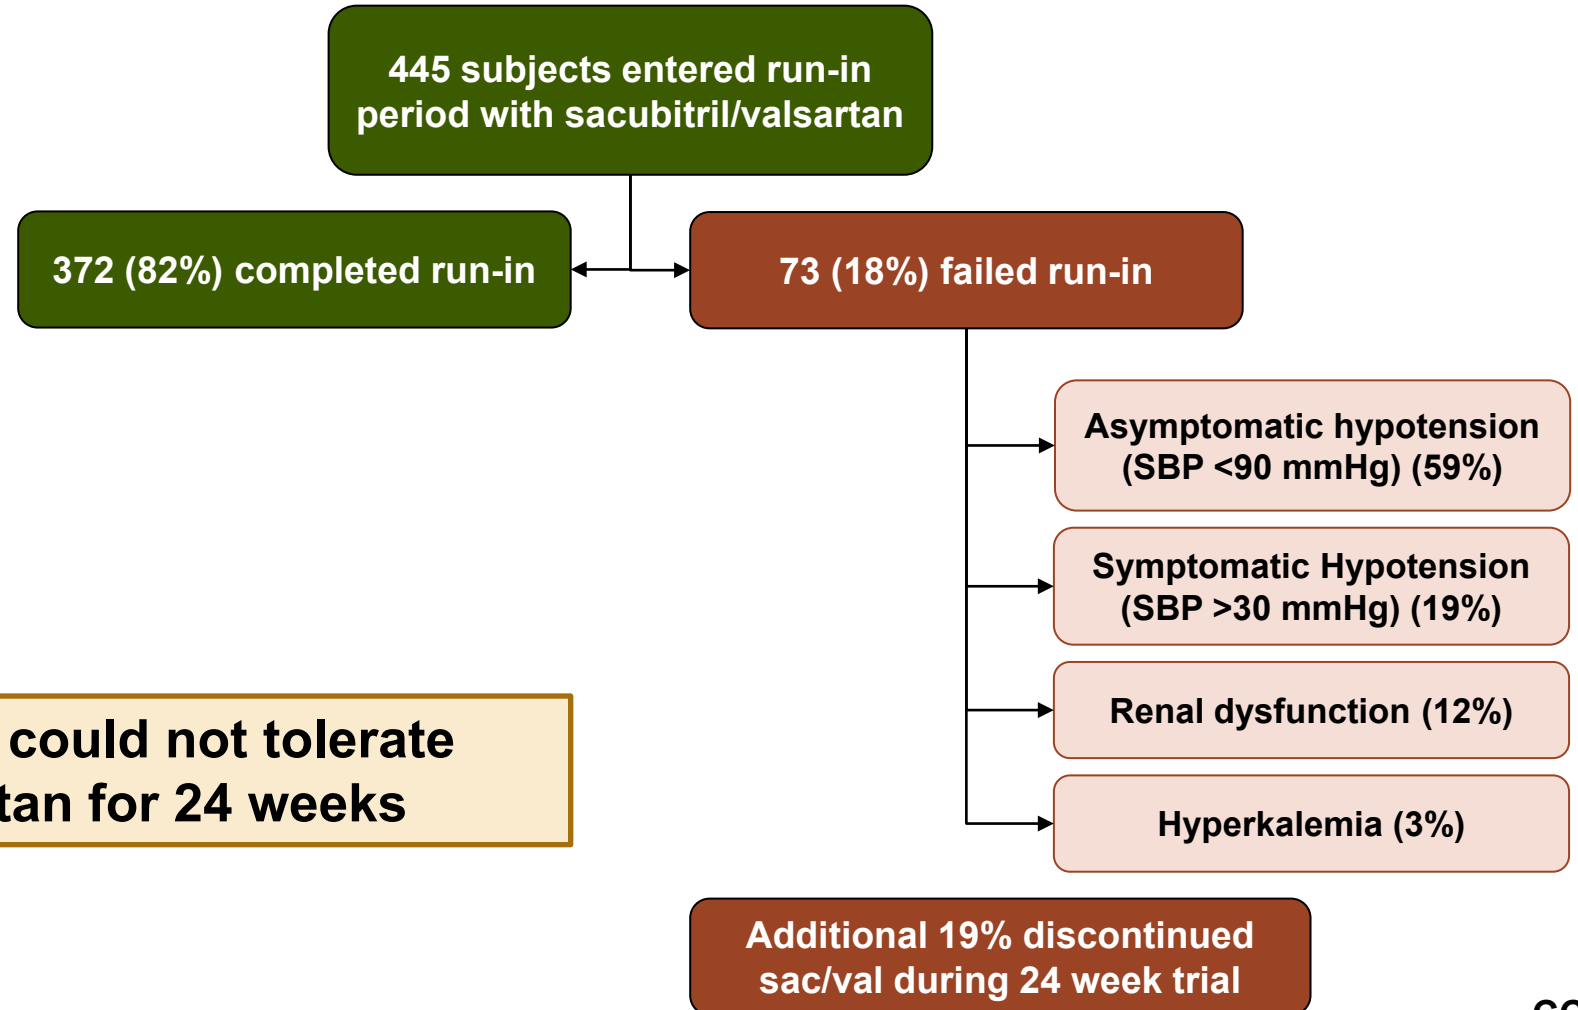 445 subjects entered run-in
period with sacubitril/valsartan
372 (82%) completed run-in
73 (18%) failed run-in
Asymptomatic hypotension
(SBP <90 mmHg) (59%)
Symptomatic Hypotension
(SBP >30 mmHg) (19%)
Renal dysfunction (12%)
could not tolerate
for 24 weeks
Hyperkalemia (3%)
Additional 19% discontinued
sac/val during 24 week trial